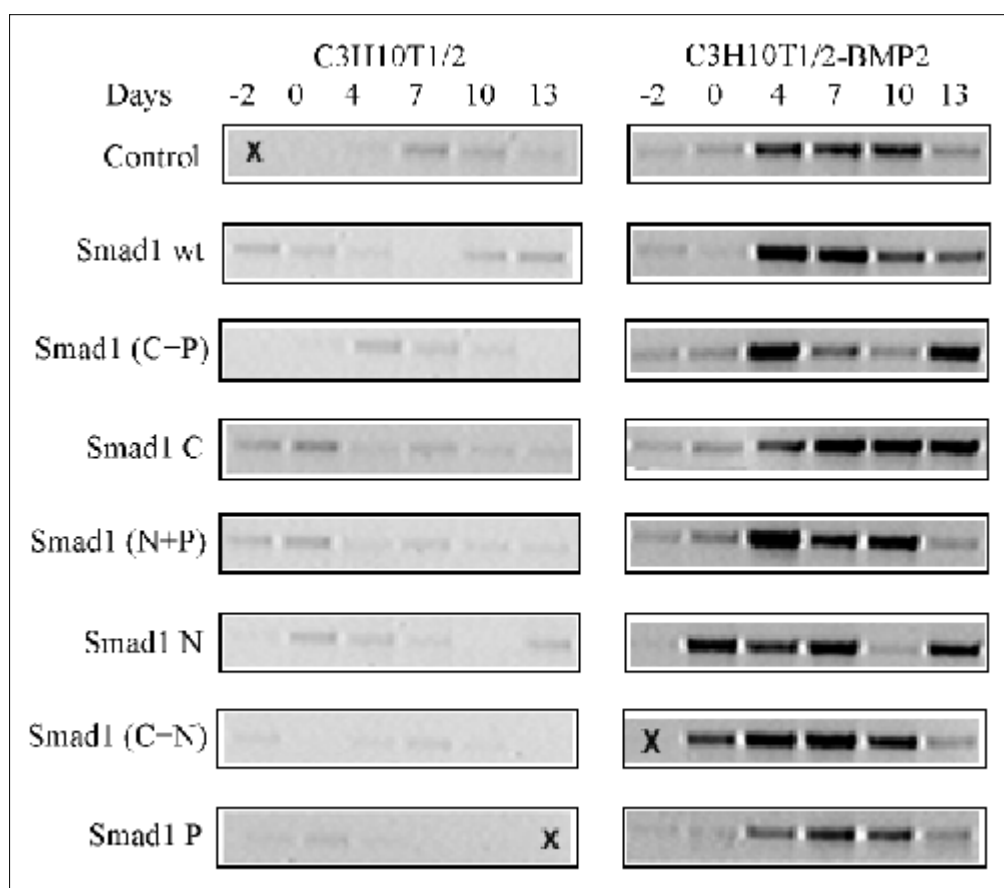 C3H10T1/2 C3H10T1/2-BMP2
Days -2 0 4 7 10 13 -2 0 4 7 10 13
Control X
Smad1 wt
Smad1 (C−P)
Smad1 C
Smad1 (N+P)
Smad1 N
Smad1 (C−N) X
Smad1 P X